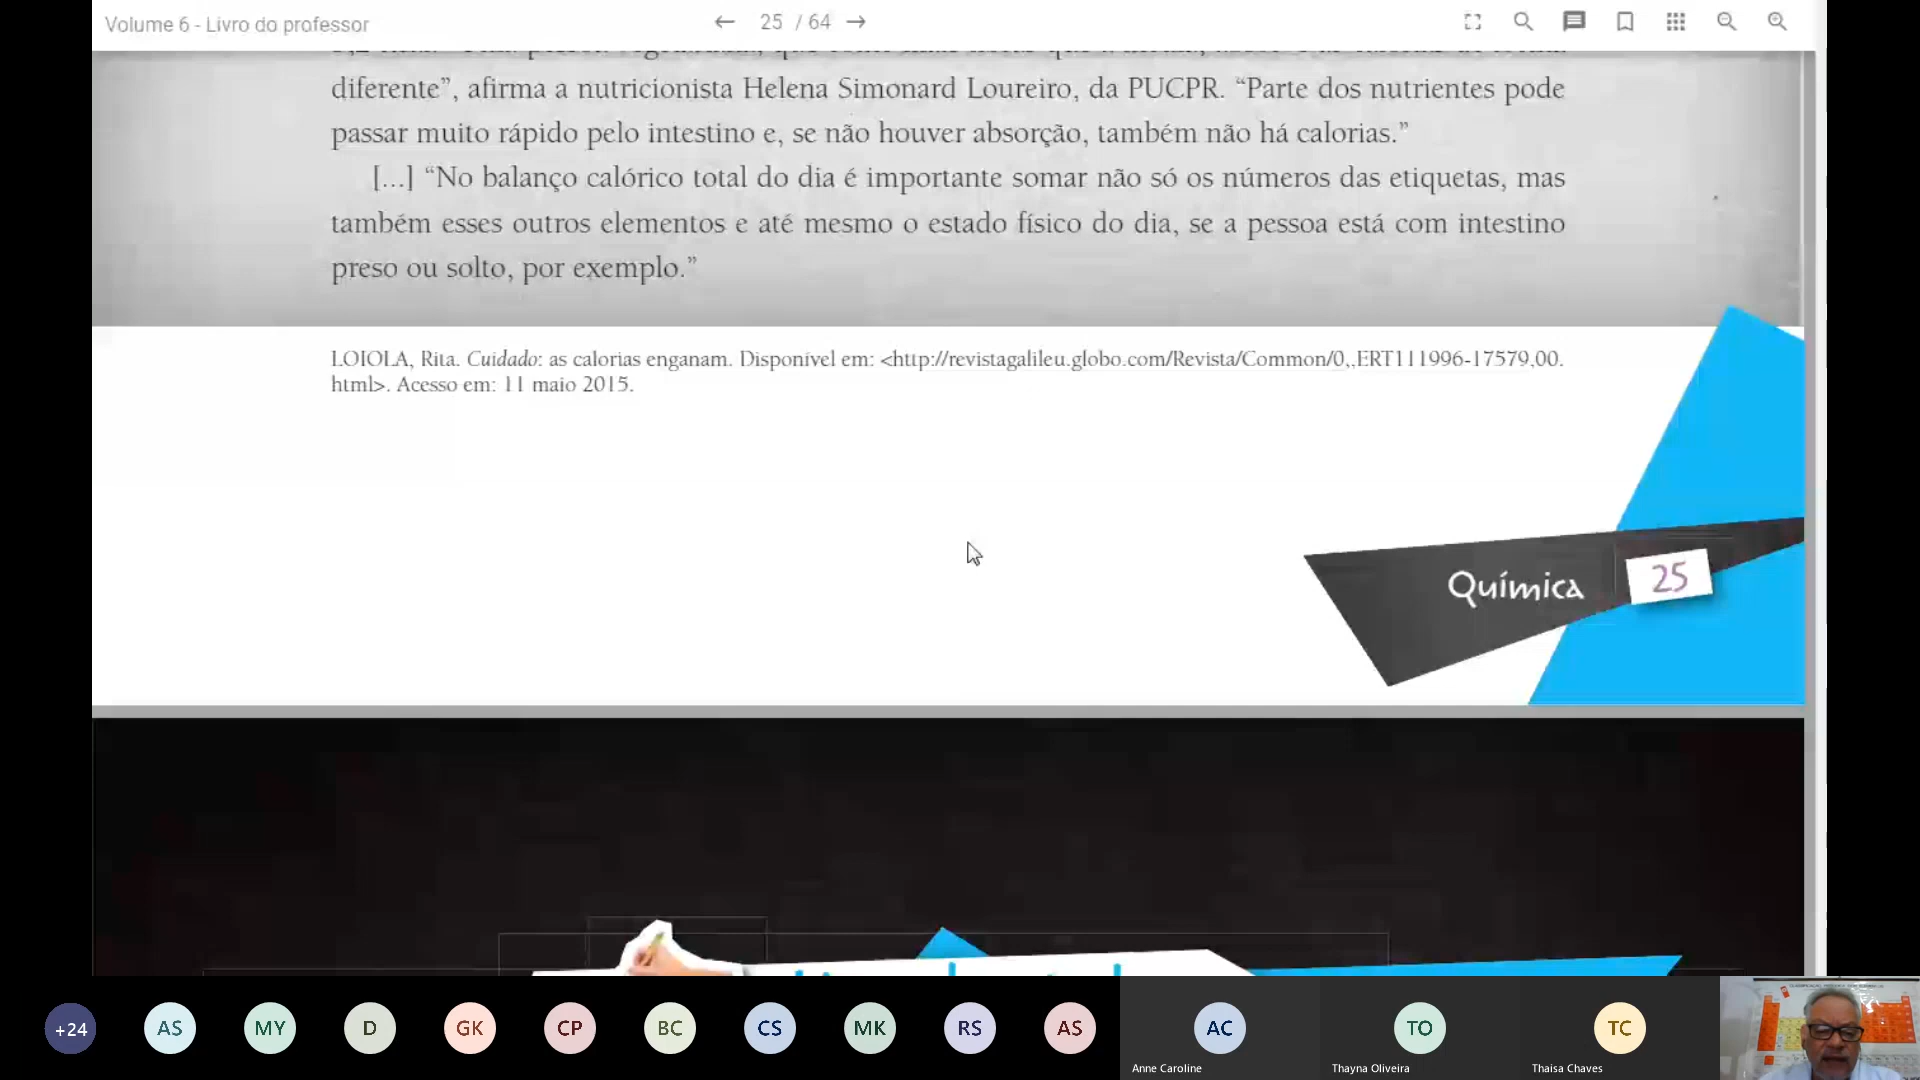 Volume 6 - Livro do professor
25 / 64
diferente”, afirma a nutricionista Helena Simonard Loureiro, da PUCPR. “Parte dos nutrientes pode
passar muito rápido pelo intestino e, se não houver absorção, também não há calorias.”
[...] “No balanço calórico total do dia é importante somar não só os números das etiquetas, mas
também esses outros elementos e até mesmo o estado físico do dia, se a pessoa está com intestino
preso ou solto, por exemplo.”
LOIOLA, Rita. Cuidado: as calorias enganam. Disponível em: <http://revistagalileu.globo.com/Revista/Common/0,,ERT111996-17579,00.
html>. Acesso em: 11 maio 2015.
Química 25
+24 AS MY D GK CP BC CS MK RS AS AC TO TC
Anne Caroline Thayna Oliveira Thaisa Chaves